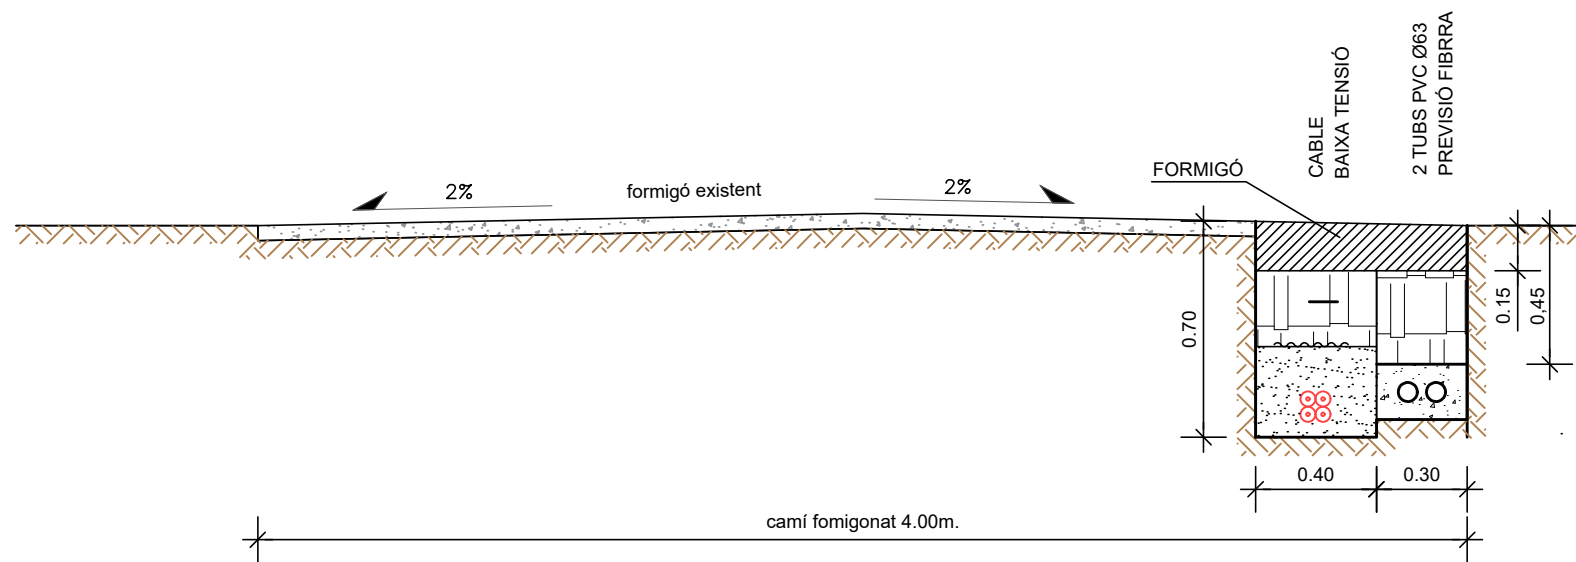 CABLE
BAIXA TENSIÓ
2 TUBS PVC Ø63
PREVISIÓ FIBRRA
2%
formigó existent
2%
FORMIGÓ
0.70
0.15
0,45
0.40
0.30
camí fomigonat 4.00m.